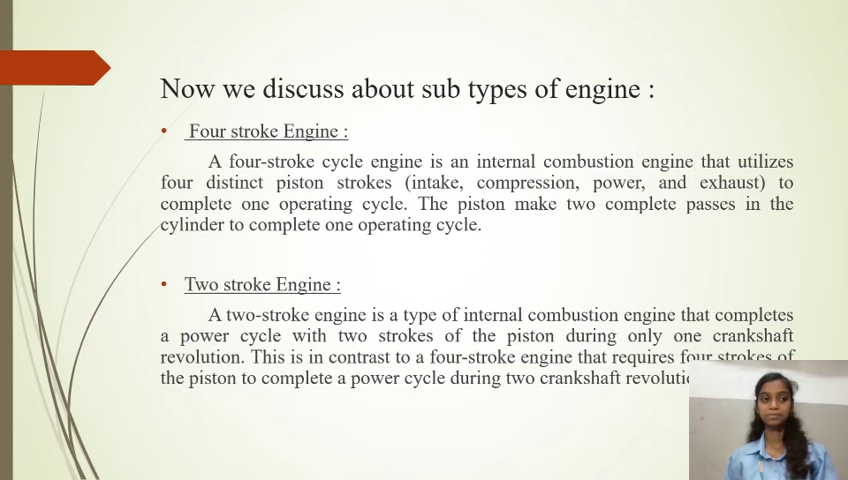 Now we discuss about sub types of engine :
• Four stroke Engine :
A four-stroke cycle engine is an internal combustion engine that utilizes
four distinct piston strokes (intake, compression, power, and exhaust) to
complete one operating cycle. The piston make two complete passes in the
cylinder to complete one operating cycle.
• Two stroke Engine :
A two-stroke engine is a type of internal combustion engine that completes
a power cycle with two strokes of the piston during only one crankshaft
revolution. This is in contrast to a four-stroke engine that requires four strokes of
the piston to complete a power cycle during two crankshaft